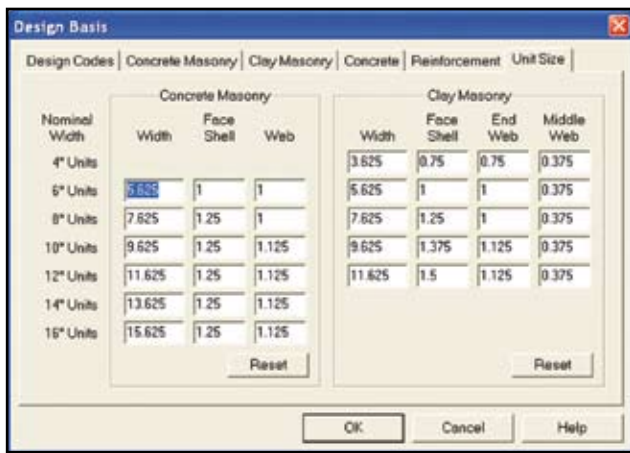 Design Basis
Design Codes Concrete Masonry Clay Masonry Concrete Reinforcement Unit Size
Concrete Masonry Clay Masonry
Nominal Width Width Face Shell Web Width Face Shell End Web Middle Web
4" Units 3.625 0.75 0.75 0.375
6" Units 5.625 1 1 5.625 1 1 0.375
8" Units 7.625 1.25 1 7.625 1.25 1 0.375
10" Units 9.625 1.25 1.125 9.625 1.375 1.125 0.375
12" Units 11.625 1.25 1.125 11.625 1.5 1.125 0.375
14" Units 13.625 1.25 1.125
16" Units 15.625 1.25 1.125
Reset Reset
OK Cancel Help